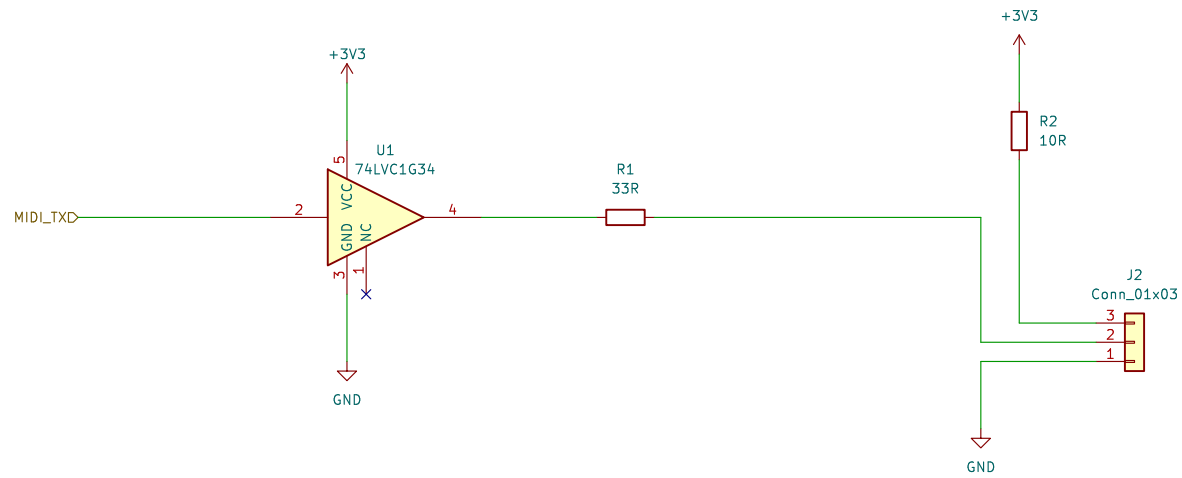 +3V3
+3V3
R2
10R
U1
74LVC1G34
5
VCC
R1
33R
MIDI_TX
2
4
GND
NC
3
1
J2
Conn_01x03
3
2
1
GND
GND